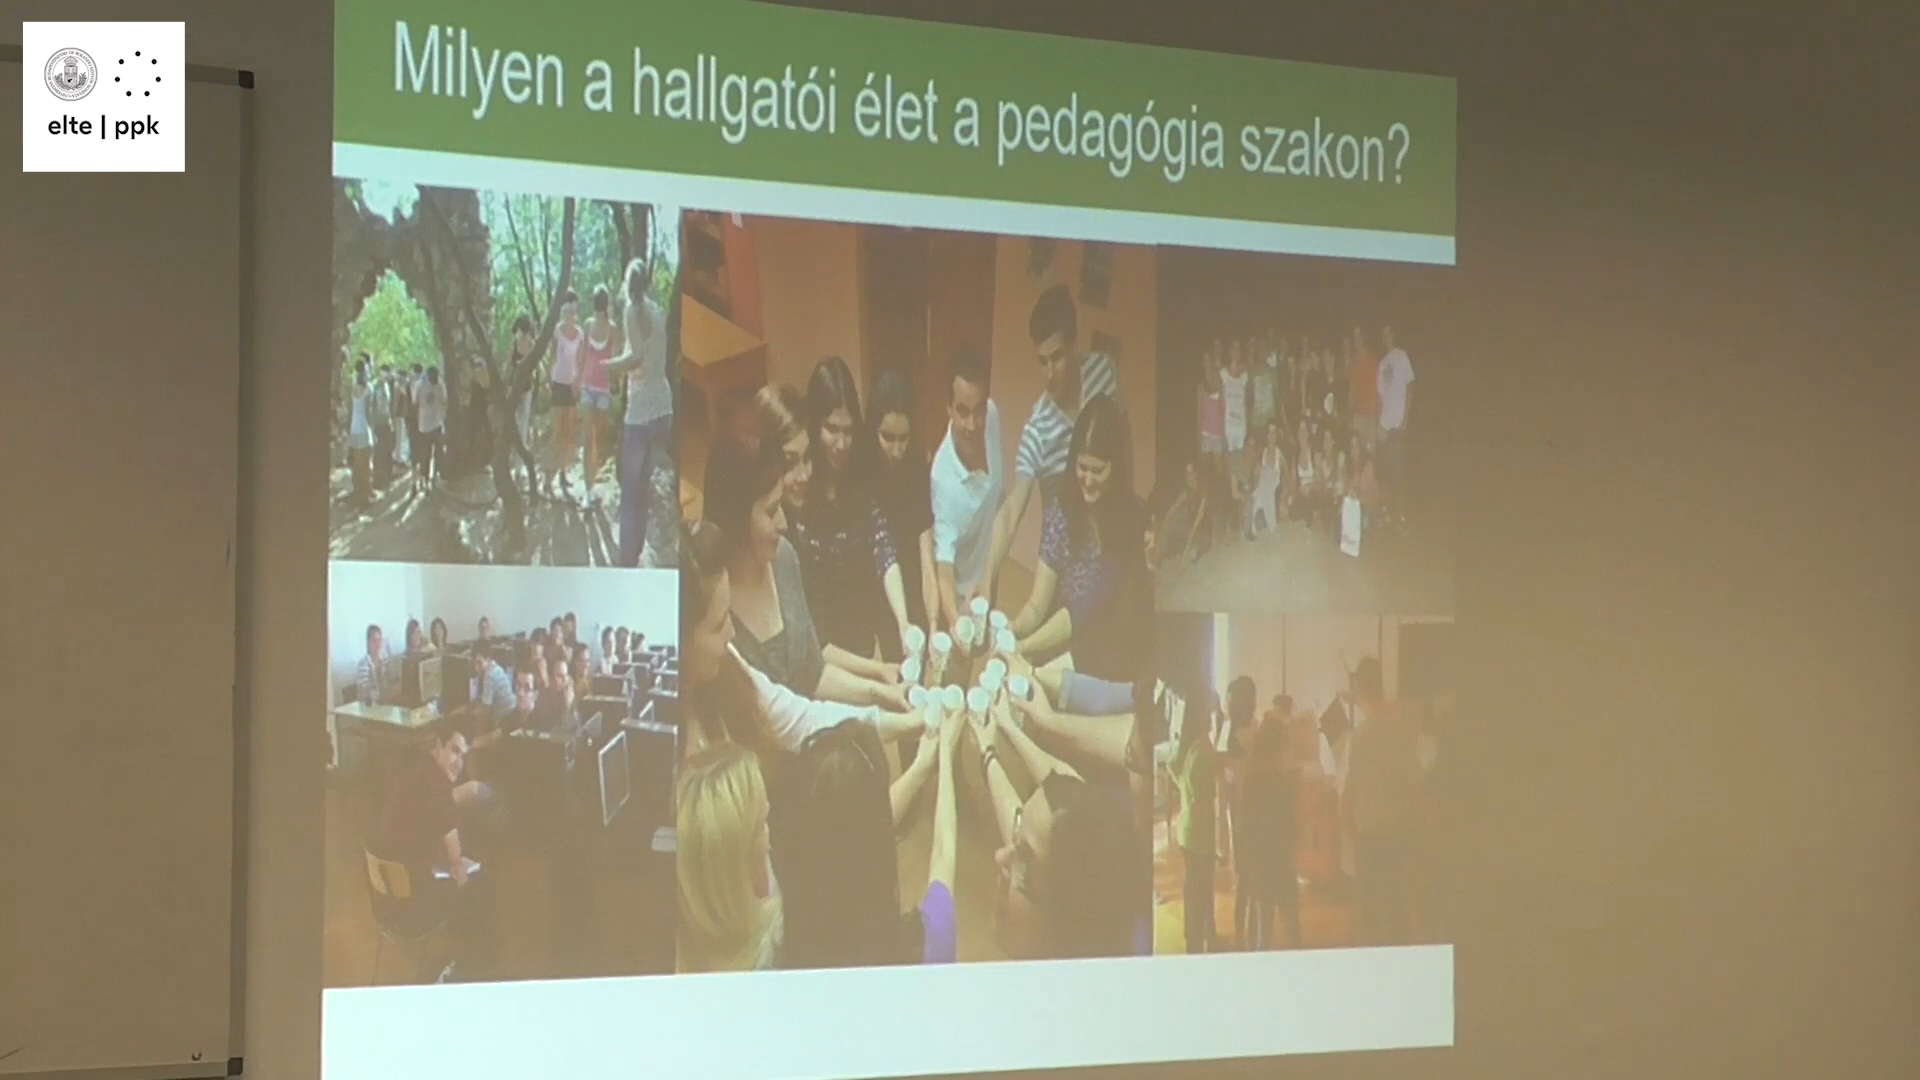 elte | ppk
Milyen a hallgatói élet a pedagógia szakon?